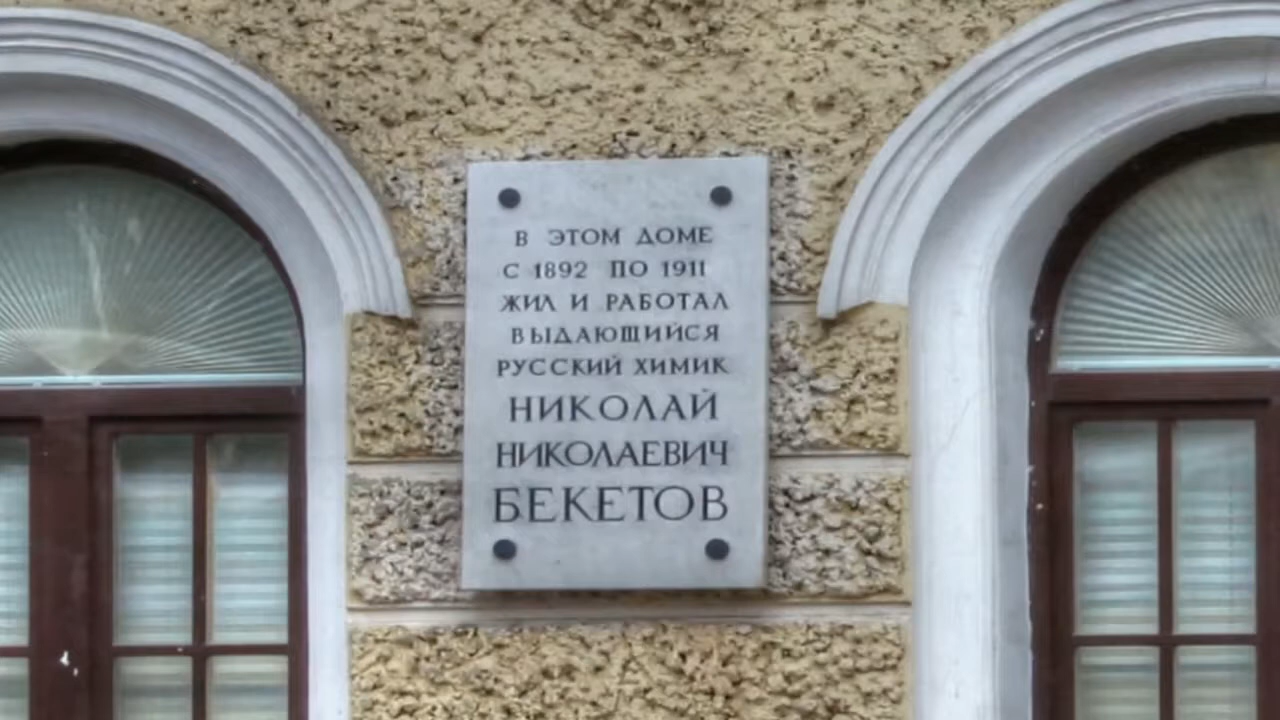 В ЭТОМ ДОМЕ
С 1892 ПО 1911
ЖИЛ И РАБОТАЛ
ВЫДАЮЩИЙСЯ
РУССКИЙ ХИМИК
НИКОЛАЙ
НИКОЛАЕВИЧ
БЕКЕТОВ